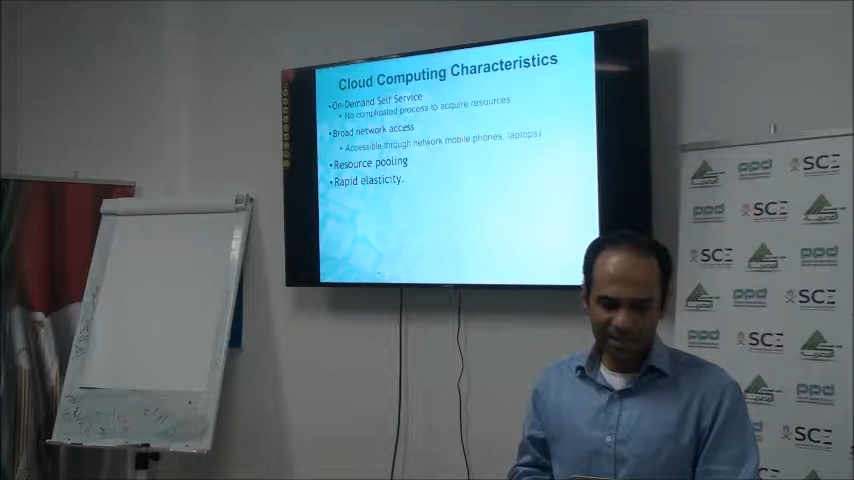 Cloud Computing Characteristics
•On-Demand Self Service
• No complicated process to acquire resources
•Broad network access
• Accessible through network mobile phones, laptops)
•Resource pooling
•Rapid elasticity.
ppd SCE
ppd SCE
SCE ppd
ppd SCE
ppd SCE
ppd
SCE